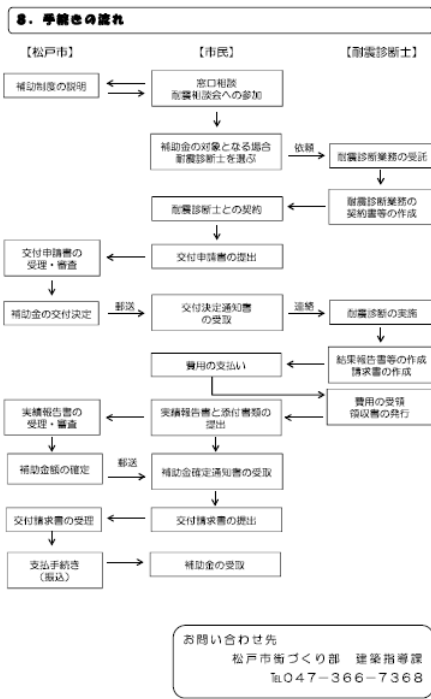 8．手続きの流れ
【松戸市】
【市民】
【耐震診断士】
補助制度の説明
窓口相談
耐震相談会への参加
補助金の対象となる場合
耐震診断士を選ぶ
依頼
耐震診断業務の受託
耐震診断士との契約
耐震診断業務の
契約書等の作成
交付申請書の
受理・審査
交付申請書の提出
補助金の交付決定
郵送
交付決定通知書
の受取
連絡
耐震診断の実施
費用の支払い
結果報告書等の作成
請求書の作成
費用の受領
領収書の発行
実績報告書の
受理・審査
実績報告書と添付書類の
提出
補助金額の確定
郵送
補助金確定通知書の受取
交付請求書の受理
交付請求書の提出
支払手続き
（振込）
補助金の受取
お問い合わせ先
松戸市街づくり部　建築指導課
℡047－366－7368